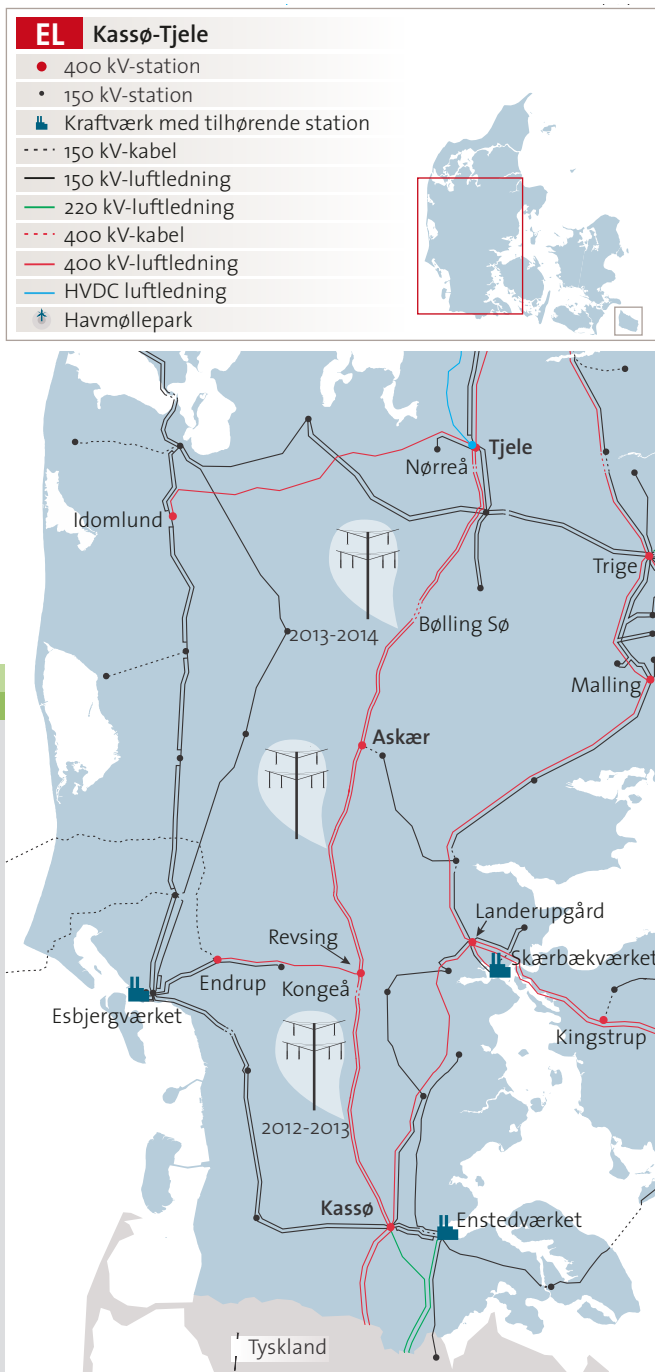 EL Kassø-Tjele
400 kV-station
150 kV-station
Kraftværk med tilhørende station
150 kV-kabel
150 kV-luftledning
220 kV-luftledning
400 kV-kabel
400 kV-luftledning
HVDC luftledning
Havmøllepark
Tjele
Nørreå
Idomlund
Trige
Bølling Sø
2013-2014
Malling
Askær
Landerupgård
Revsing
Skærbækværket
Endrup
Kongeå
Esbjergværket
Kingstrup
2012-2013
Kassø
Enstedværket
Tyskland